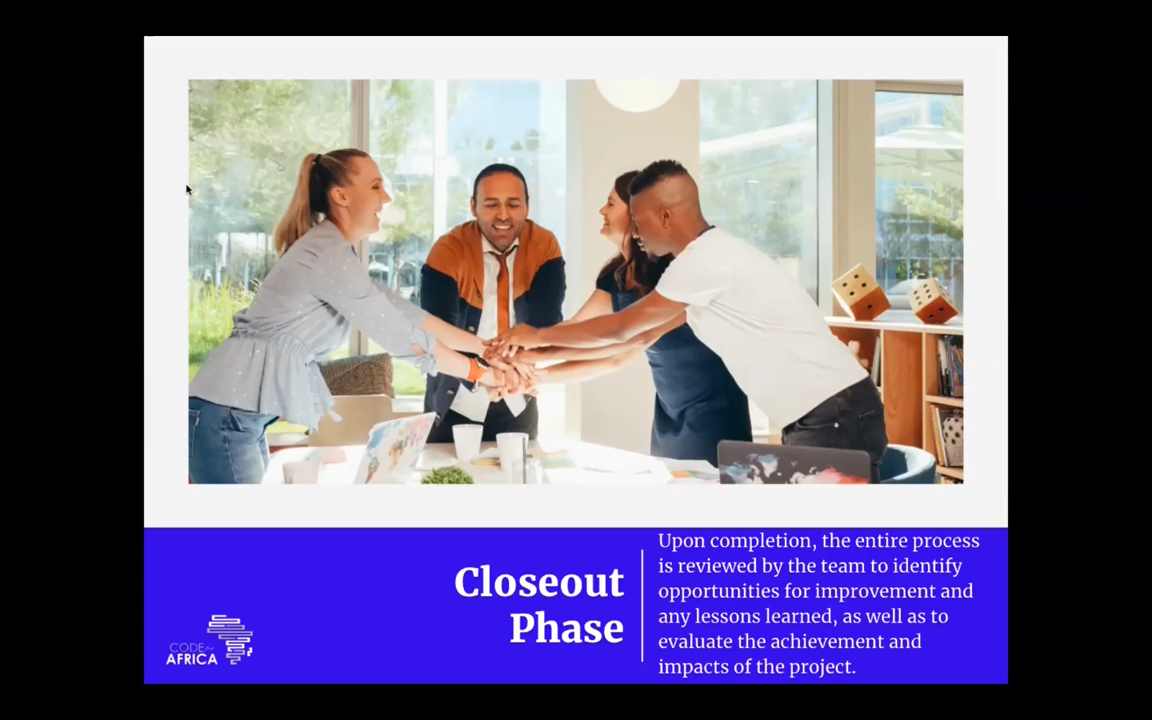 Closeout
Phase
Upon completion, the entire process
is reviewed by the team to identify
opportunities for improvement and
any lessons learned, as well as to
evaluate the achievement and
impacts of the project.
CODE for
AFRICA